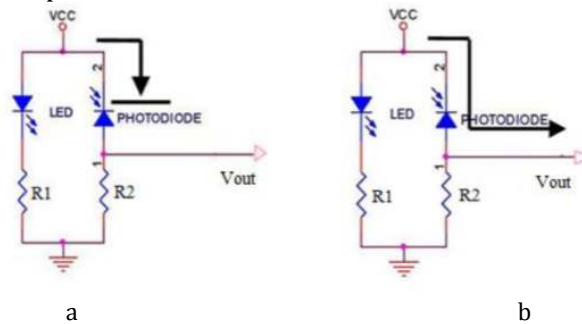 VCC
2
LED
PHOTODIODE
1
R1
R2
Vout
a
VCC
2
LED
PHOTODIODE
1
R1
R2
Vout
b